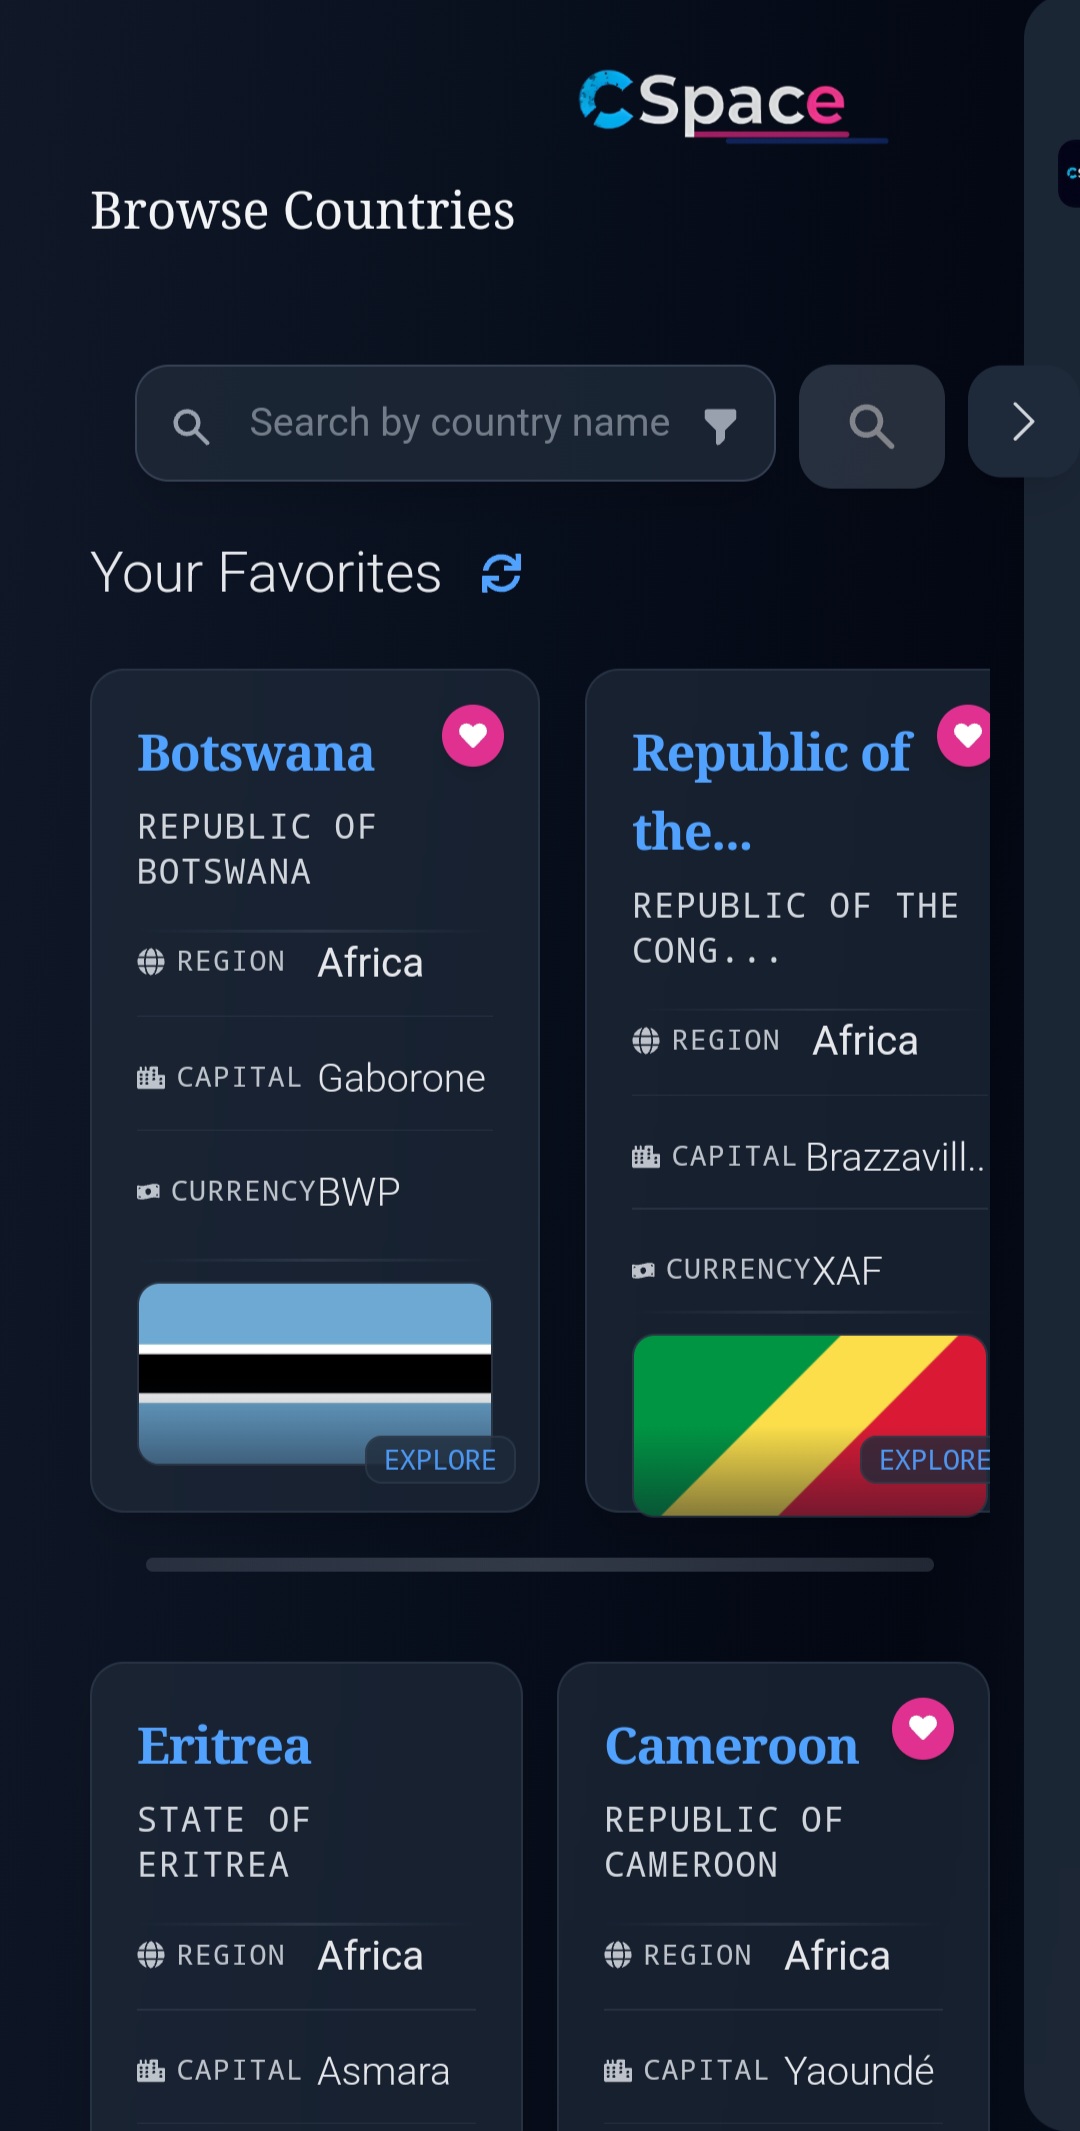 CSpace
Browse Countries
Search by country name
Your Favorites
Botswana
REPUBLIC OF
BOTSWANA
REGION Africa
CAPITAL Gaborone
CURRENCY BWP
EXPLORE
Republic of
the...
REPUBLIC OF THE
CONG...
REGION Africa
CAPITAL Brazzavill..
CURRENCY XAF
EXPLORE
Eritrea
STATE OF
ERITREA
REGION Africa
CAPITAL Asmara
Cameroon
REPUBLIC OF
CAMEROON
REGION Africa
CAPITAL Yaoundé